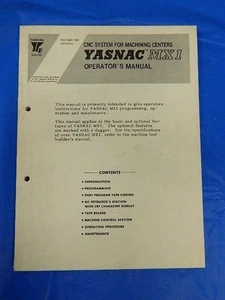 YASKAWA
CNC SYSTEM FOR MACHINING CENTERS
YASNAC MX1
OPERATOR'S MANUAL
This manual is primarily intended to give operators
instructions for YASNAC MX1 programming, op-
eration and maintenance.
This manual applies to the basic and optional fea-
tures of YASNAC MX1. The optional features
are marked with a dagger. For the specifications
of your YASNAC MX1, refer to the machine tool
builder's manual.
CONTENTS
• INTRODUCTION
• PROGRAMMING
• PART PROGRAM TAPE CODING
• NC OPERATOR'S STATION
WITH CRT CHARACTER DISPLAY
• TAPE READER
• MACHINE CONTROL STATION
• OPERATION PROCEDURE
• MAINTENANCE